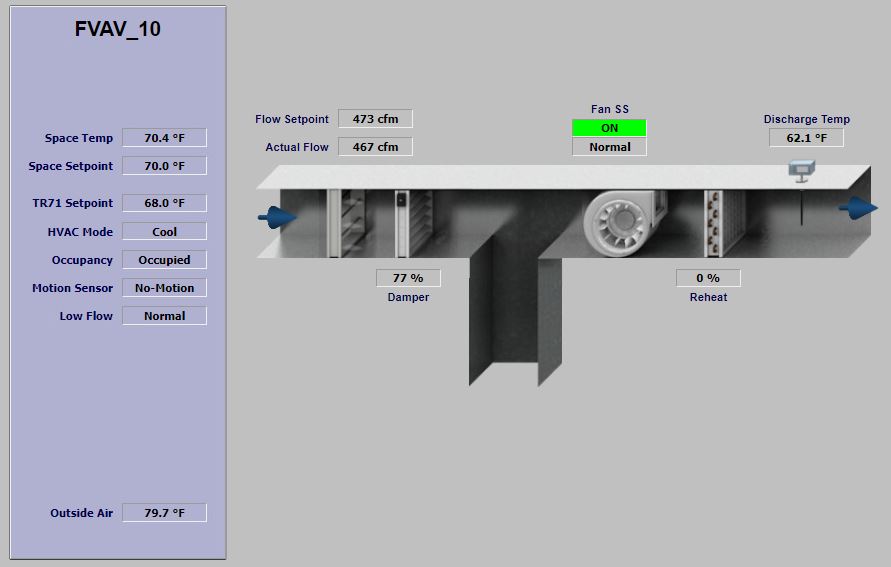 FVAV_10
Space Temp 70.4 °F
Space Setpoint 70.0 °F
TR71 Setpoint 68.0 °F
HVAC Mode Cool
Occupancy Occupied
Motion Sensor No-Motion
Low Flow Normal
Outside Air 79.7 °F
Flow Setpoint 473 cfm
Actual Flow 467 cfm
Fan SS
ON
Normal
Discharge Temp
62.1 °F
77 %
Damper
0 %
Reheat